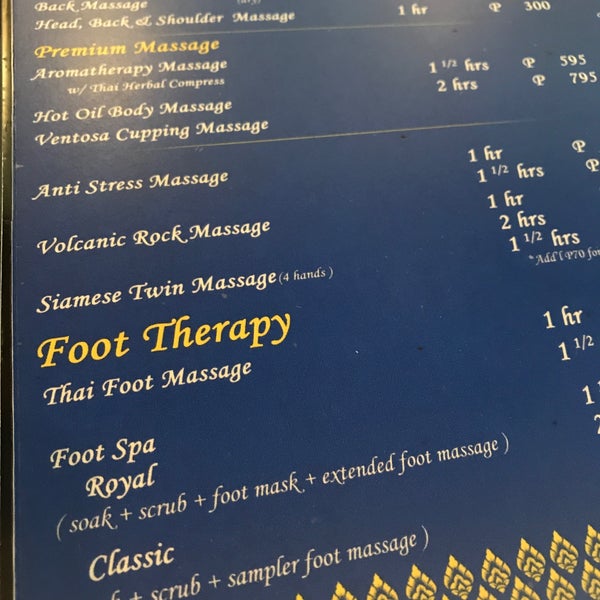 Back Massage
Head, Back & Shoulder Massage 1 hr ₱ 300
Premium Massage
Aromatherapy Massage 1 1/2 hrs ₱ 595
w/ Thai Herbal Compress 2 hrs ₱ 795
Hot Oil Body Massage
Ventosa Cupping Massage
Anti Stress Massage 1 hr ₱
1 1/2 hrs ₱
Volcanic Rock Massage 1 hr
2 hrs
Siamese Twin Massage (4 hands) 1 1/2 hrs
*Add'l ₱70 for
Foot Therapy
Thai Foot Massage 1 hr
1 1/2
Foot Spa
Royal
( soak + scrub + foot mask + extended foot massage )
Classic
+ scrub + sampler foot massage )